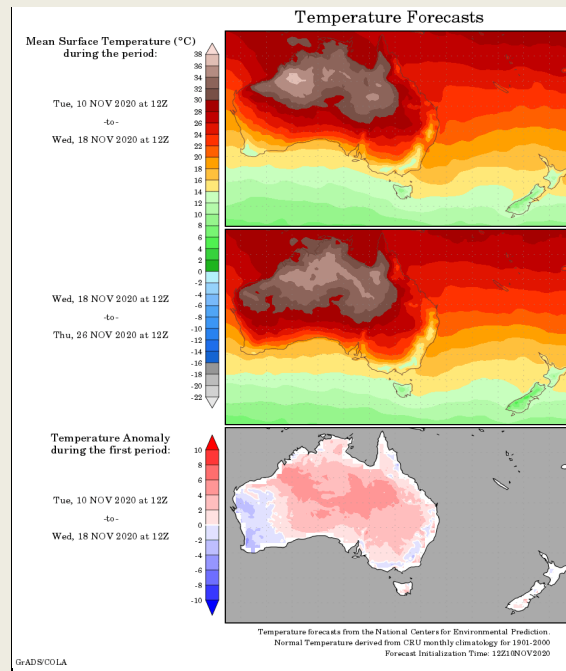 Temperature Forecasts
Mean Surface Temperature (°C)
during the period:
Tue, 10 NOV 2020 at 12Z
-to-
Wed, 18 NOV 2020 at 12Z
38
36
34
32
30
28
26
24
22
20
18
16
14
12
10
8
6
4
2
0
-2
-4
-6
-8
-10
-12
-14
-16
-18
-20
-22
Wed, 18 NOV 2020 at 12Z
-to-
Thu, 26 NOV 2020 at 12Z
Temperature Anomaly
during the first period:
Tue, 10 NOV 2020 at 12Z
-to-
Wed, 18 NOV 2020 at 12Z
10
8
6
4
2
0
-2
-4
-6
-8
-10
Temperature forecasts from the National Centers for Environmental Prediction.
Normal Temperature derived from CRU monthly climatology for 1901-2000
Forecast Initialization Time: 12Z10NOV2020
GrADS/COLA